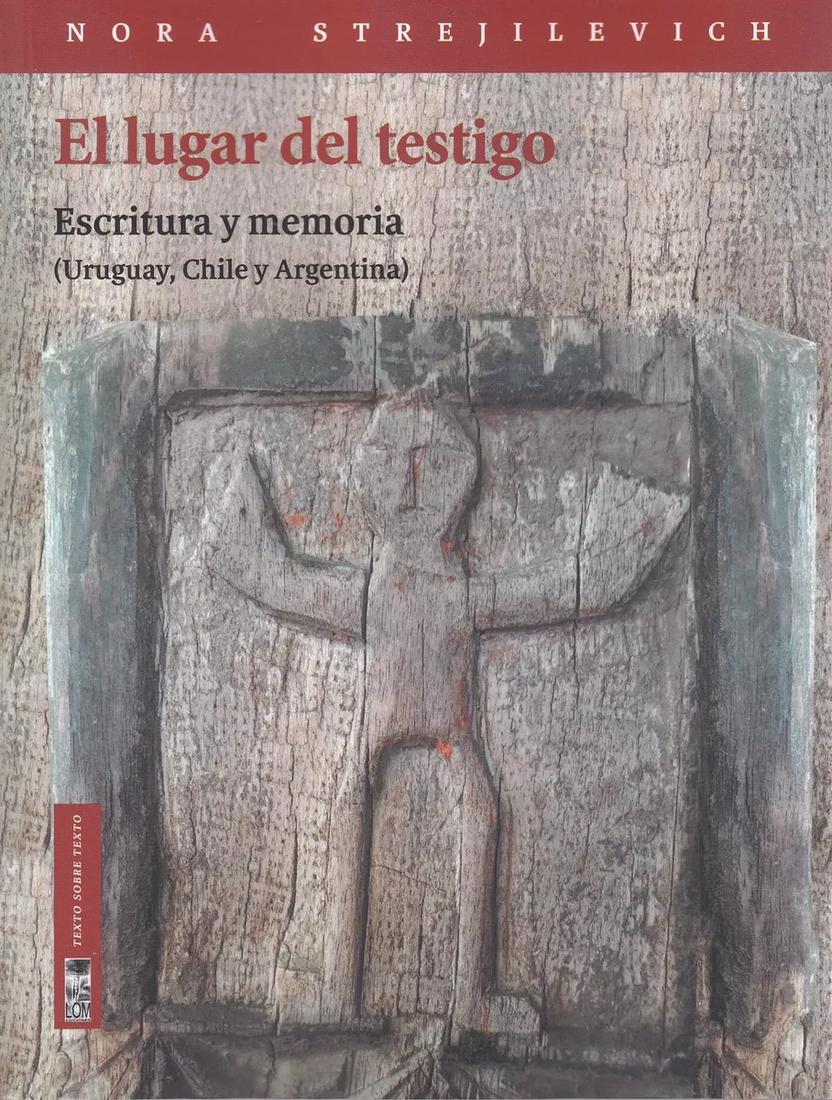 NORA STREJILEVICH
El lugar del testigo
Escritura y memoria
(Uruguay, Chile y Argentina)
TEXTO SOBRE TEXTO
LOM